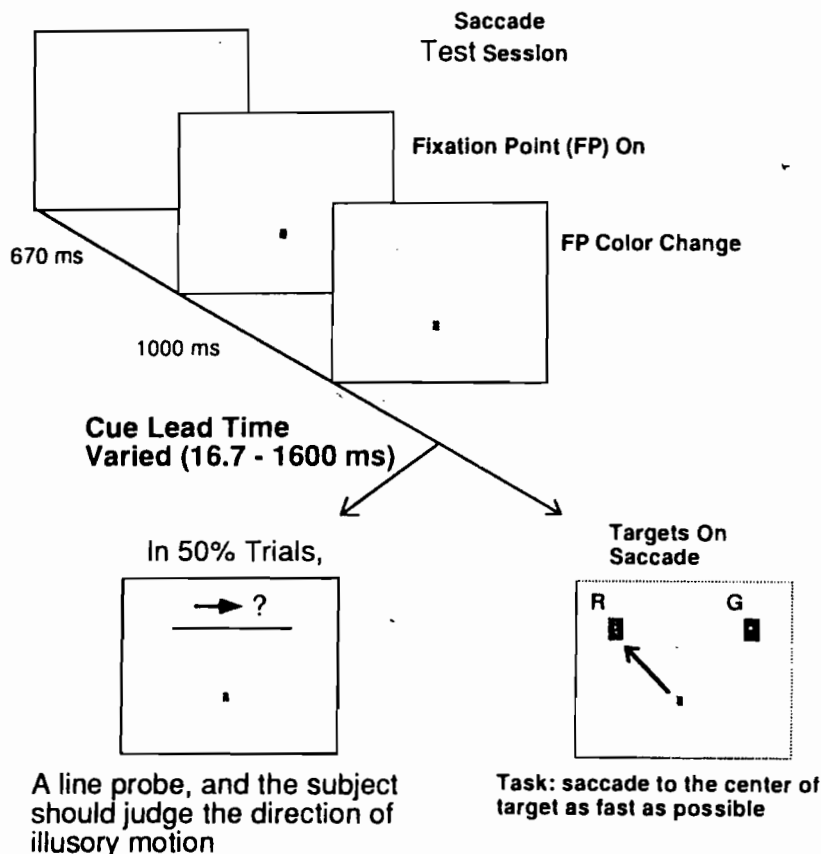 Saccade
Test Session
Fixation Point (FP) On
FP Color Change
670 ms
1000 ms
Cue Lead Time
Varied (16.7 - 1600 ms)
In 50% Trials,
?
A line probe, and the subject
should judge the direction of
illusory motion
Targets On
Saccade
R G
Task: saccade to the center of
target as fast as possible